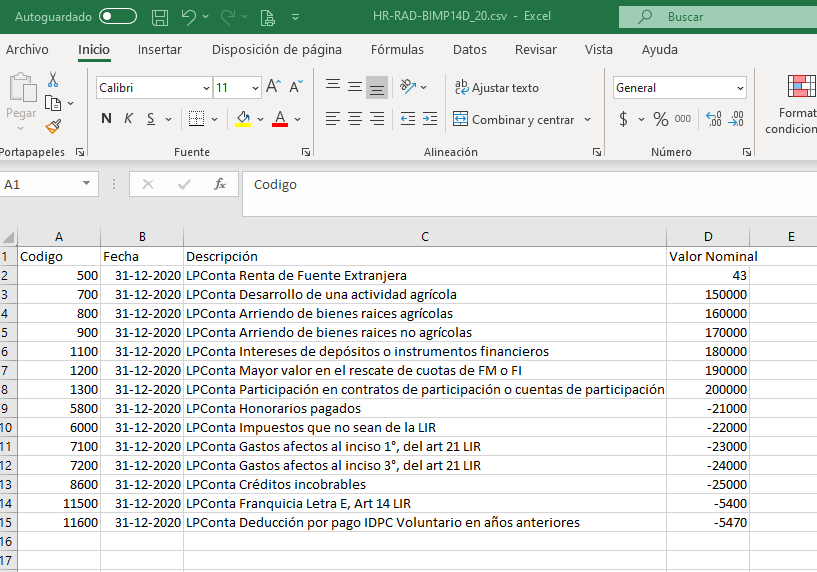 Autoguardado HR-RAD-BIMP14D_20.csv - Excel Buscar
Archivo Inicio Insertar Disposición de página Fórmulas Datos Revisar Vista Ayuda
Pegar Calibri 11 A^ Aˇ ab Ajustar texto General Format
N K S A Combinar y centrar $ % 000 condicion
Portapapeles Fuente Alineación Número
A1 fx Codigo
A B C D E
1 Codigo Fecha Descripción Valor Nominal
2 500 31-12-2020 LPConta Renta de Fuente Extranjera 43
3 700 31-12-2020 LPConta Desarrollo de una actividad agrícola 150000
4 800 31-12-2020 LPConta Arriendo de bienes raices agrícolas 160000
5 900 31-12-2020 LPConta Arriendo de bienes raices no agrícolas 170000
6 1100 31-12-2020 LPConta Intereses de depósitos o instrumentos financieros 180000
7 1200 31-12-2020 LPConta Mayor valor en el rescate de cuotas de FM o FI 190000
8 1300 31-12-2020 LPConta Participación en contratos de participación o cuentas de participación 200000
9 5800 31-12-2020 LPConta Honorarios pagados -21000
10 6000 31-12-2020 LPConta Impuestos que no sean de la LIR -22000
11 7100 31-12-2020 LPConta Gastos afectos al inciso 1°, del art 21 LIR -23000
12 7200 31-12-2020 LPConta Gastos afectos al inciso 3°, del art 21 LIR -24000
13 8600 31-12-2020 LPConta Créditos incobrables -25000
14 11500 31-12-2020 LPConta Franquicia Letra E, Art 14 LIR -5400
15 11600 31-12-2020 LPConta Deducción por pago IDPC Voluntario en años anteriores -5470
16
17